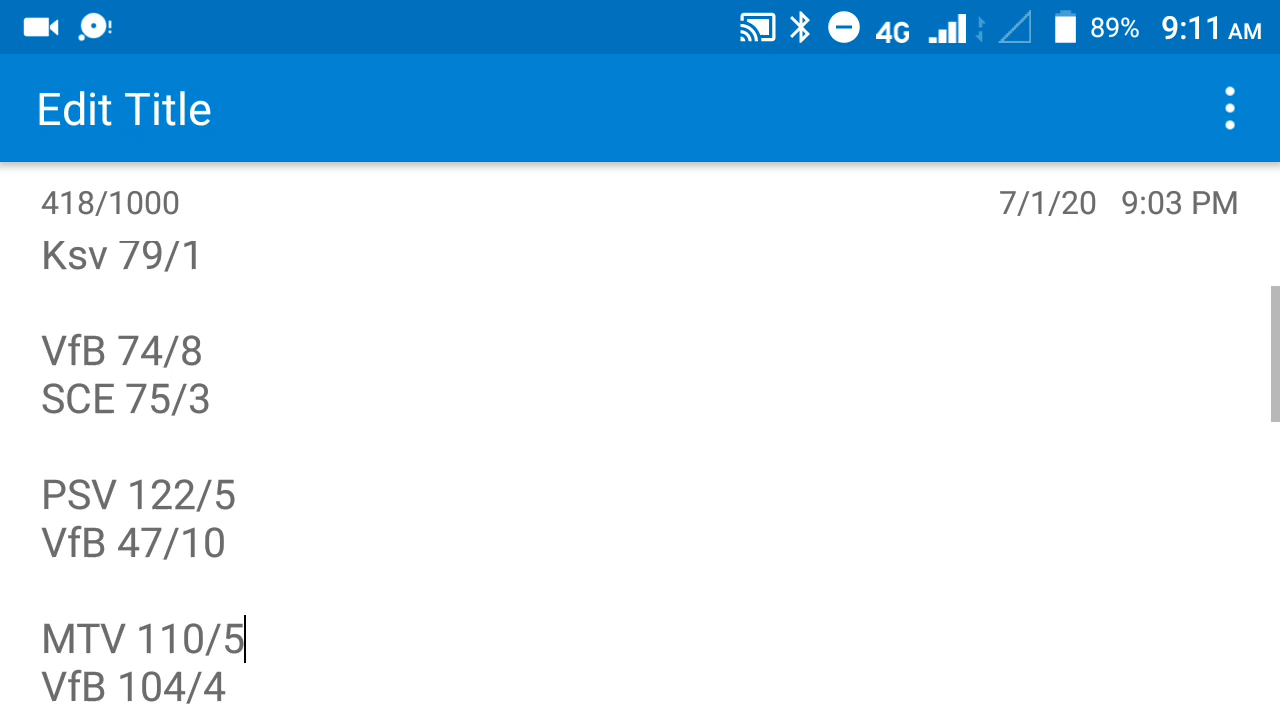 4G 89% 9:11 AM
Edit Title
418/1000 7/1/20 9:03 PM
Ksv 79/1
VfB 74/8
SCE 75/3
PSV 122/5
VfB 47/10
MTV 110/5
VfB 104/4